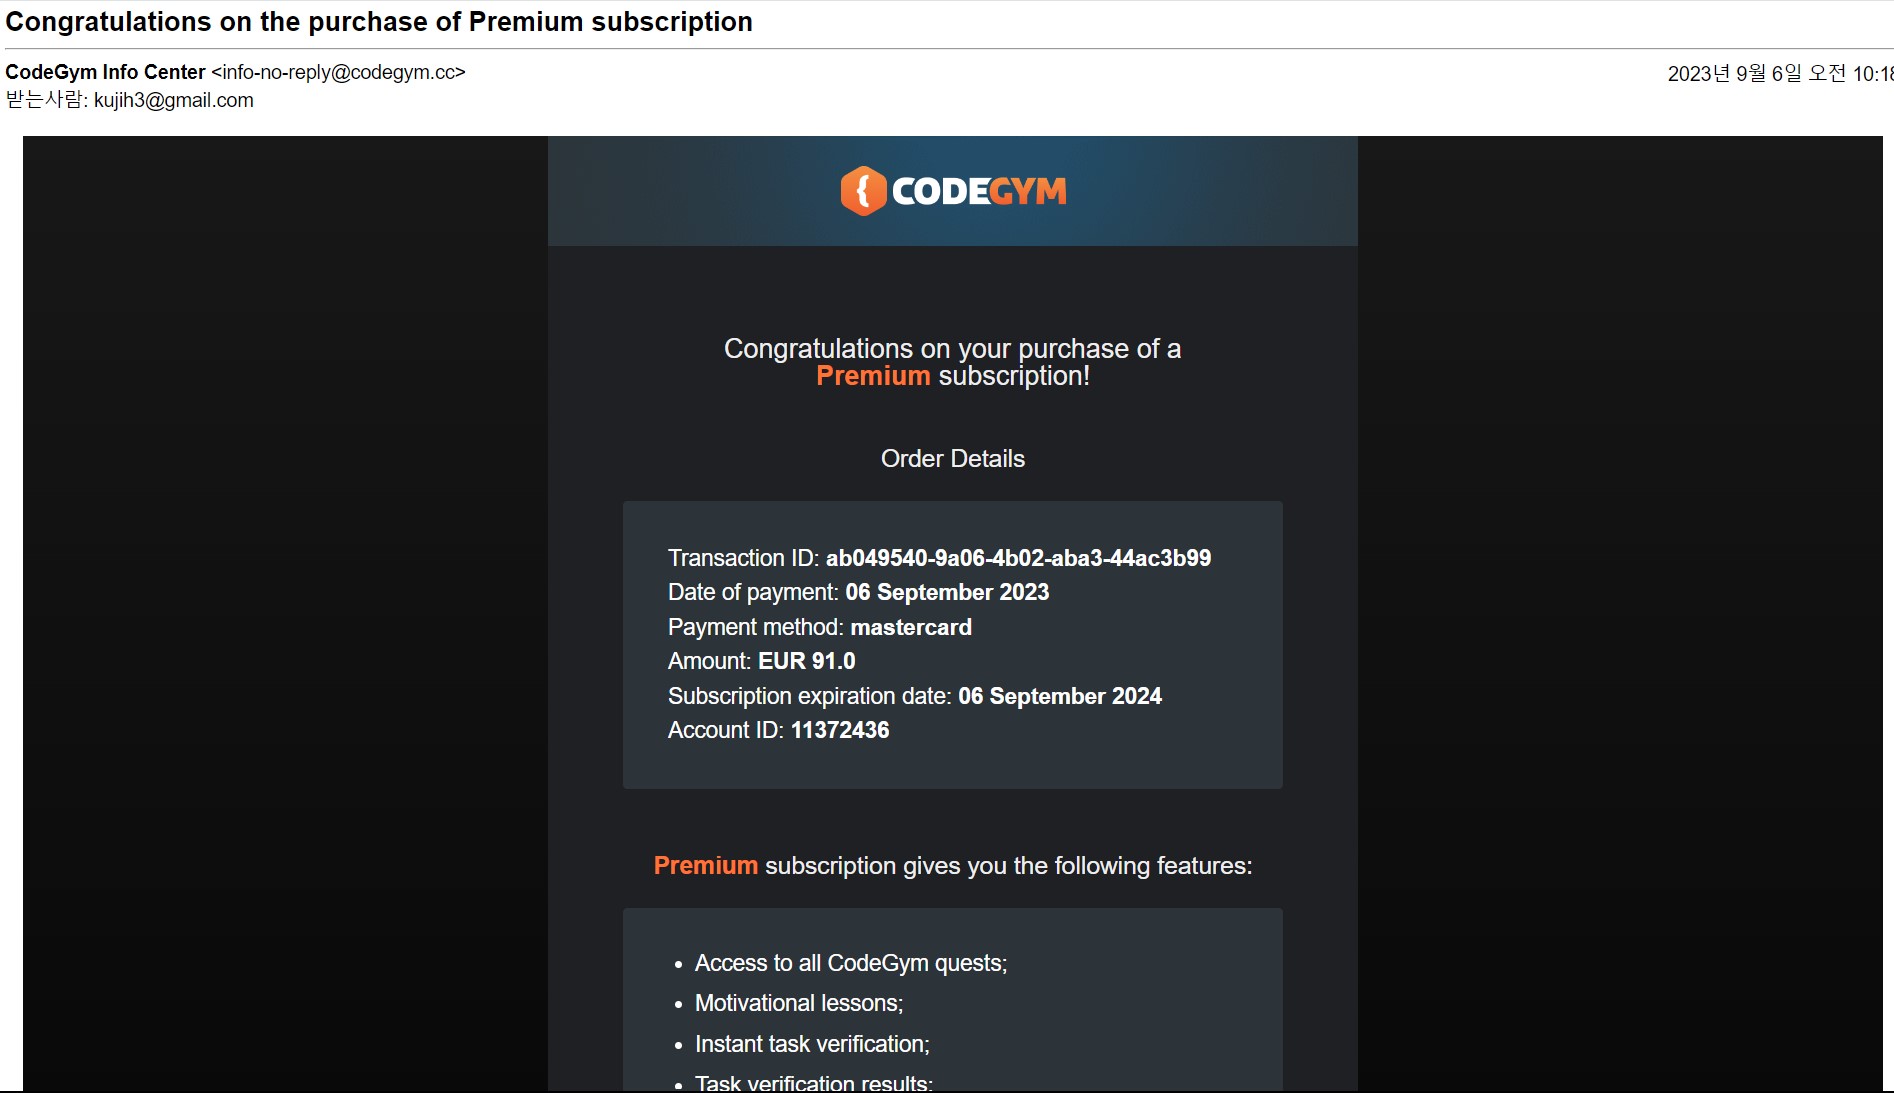 Congratulations on the purchase of Premium subscription
CodeGym Info Center <info-no-reply@codegym.cc>
2023년 9월 6일 오전 10:18
받는사람: kujih3@gmail.com
CODEGYM
Congratulations on your purchase of a
Premium subscription!
Order Details
Transaction ID: ab049540-9a06-4b02-aba3-44ac3b99
Date of payment: 06 September 2023
Payment method: mastercard
Amount: EUR 91.0
Subscription expiration date: 06 September 2024
Account ID: 11372436
Premium subscription gives you the following features:
• Access to all CodeGym quests;
• Motivational lessons;
• Instant task verification;
• Task verification results;